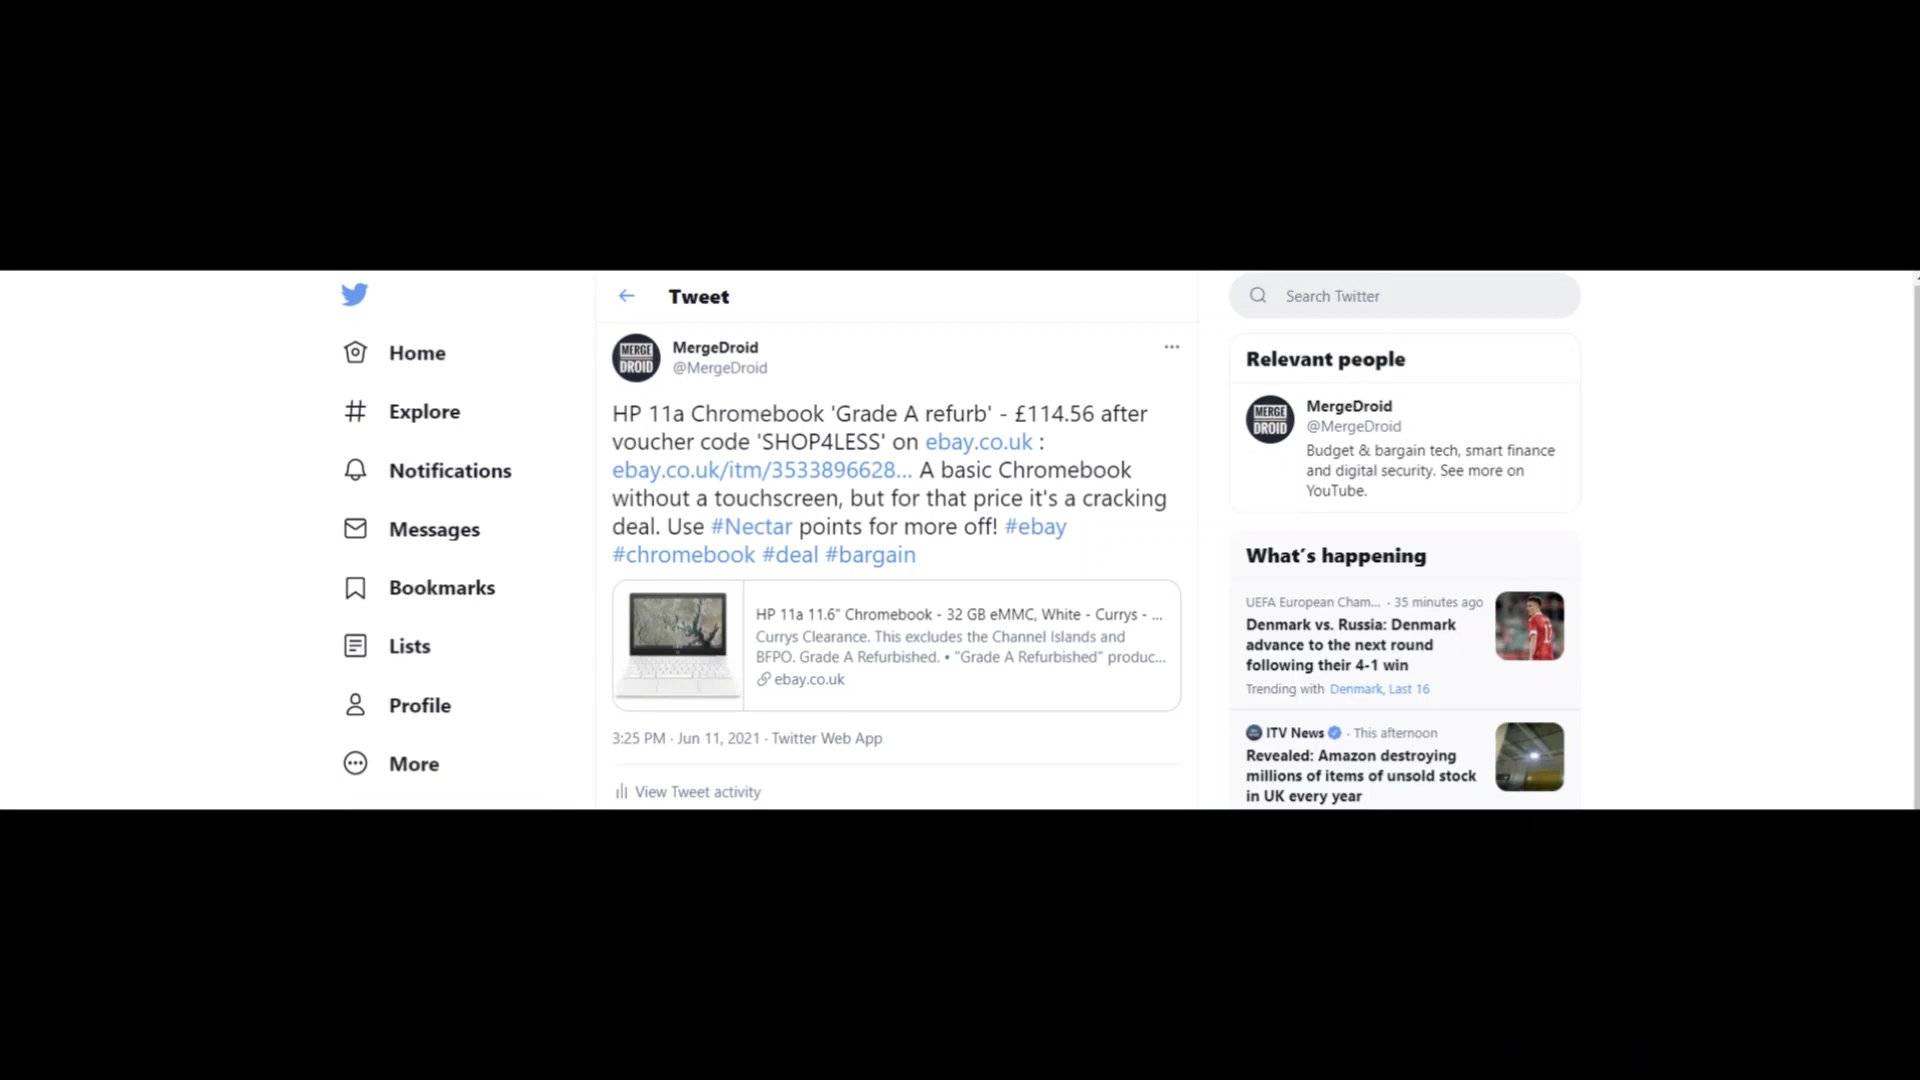 Home
Explore
Notifications
Messages
Bookmarks
Lists
Profile
More
Tweet
MERGE
DROID
MergeDroid
@MergeDroid
HP 11a Chromebook 'Grade A refurb' - £114.56 after
voucher code 'SHOP4LESS' on ebay.co.uk :
ebay.co.uk/itm/3533896628... A basic Chromebook
without a touchscreen, but for that price it's a cracking
deal. Use #Nectar points for more off! #ebay
#chromebook #deal #bargain
HP 11a 11.6" Chromebook - 32 GB eMMC, White - Currys - ...
Currys Clearance. This excludes the Channel Islands and
BFPO. Grade A Refurbished. • "Grade A Refurbished" produc...
ebay.co.uk
3:25 PM · Jun 11, 2021 · Twitter Web App
View Tweet activity
Search Twitter
Relevant people
MERGE
DROID
MergeDroid
@MergeDroid
Budget & bargain tech, smart finance
and digital security. See more on
YouTube.
What's happening
UEFA European Cham... · 35 minutes ago
Denmark vs. Russia: Denmark
advance to the next round
following their 4-1 win
Trending with Denmark, Last 16
ITV News · This afternoon
Revealed: Amazon destroying
millions of items of unsold stock
in UK every year